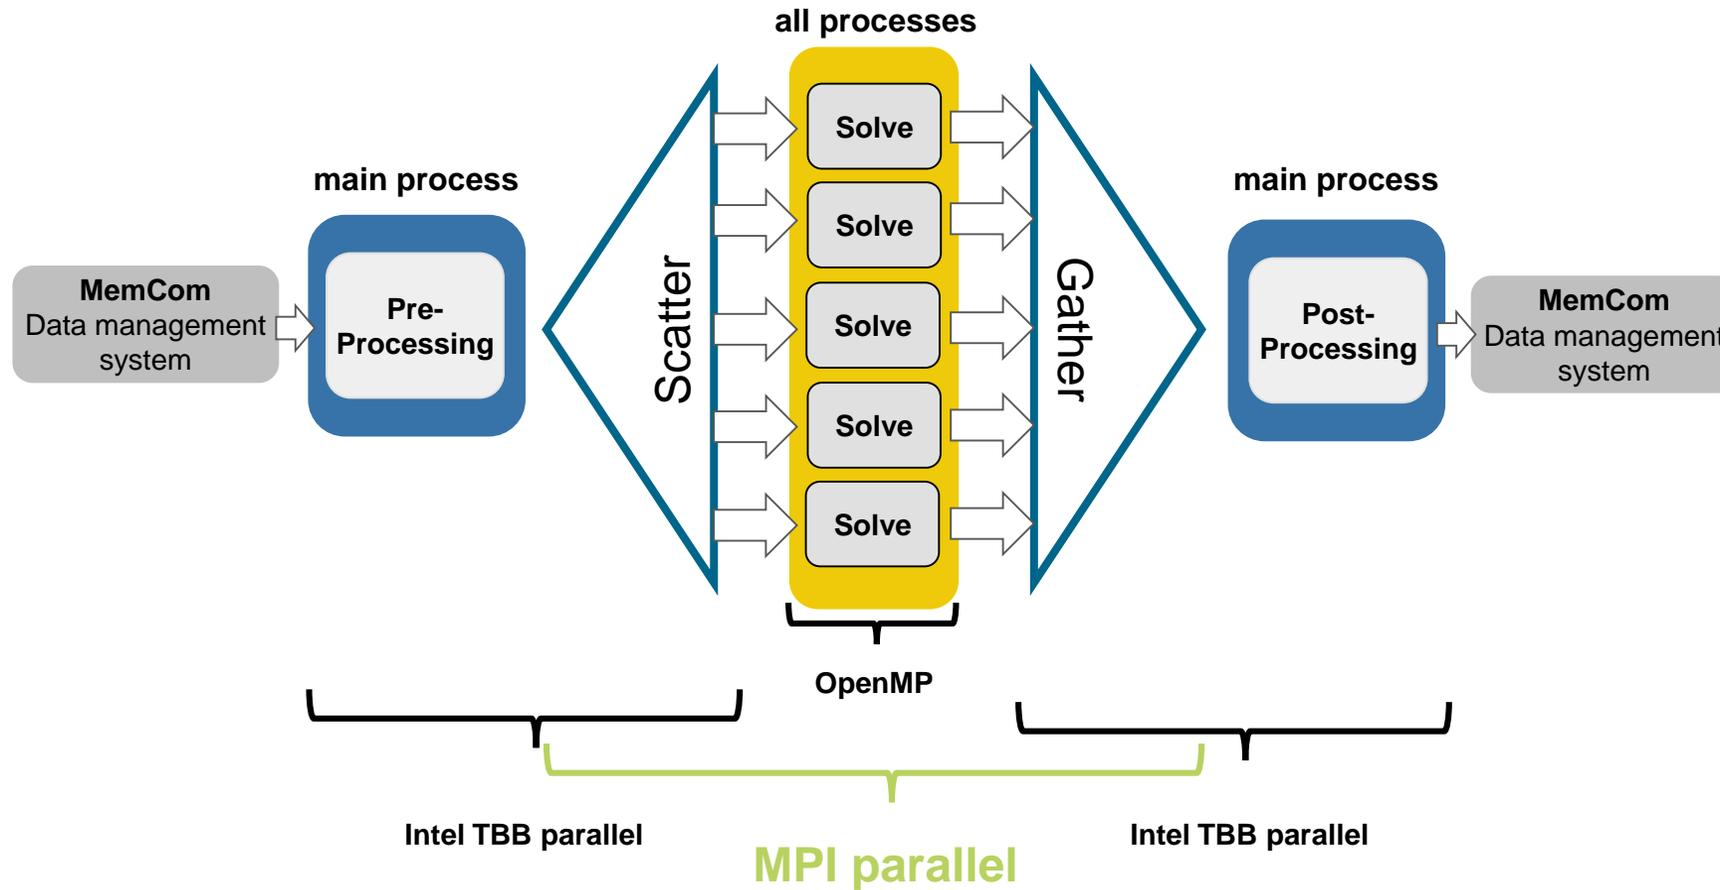 all processes
main process
main process
MemCom
Data management
system
Pre-
Processing
Scatter
Solve
Solve
Solve
Solve
Solve
Gather
Post-
Processing
MemCom
Data management
system
OpenMP
Intel TBB parallel
Intel TBB parallel
MPI parallel